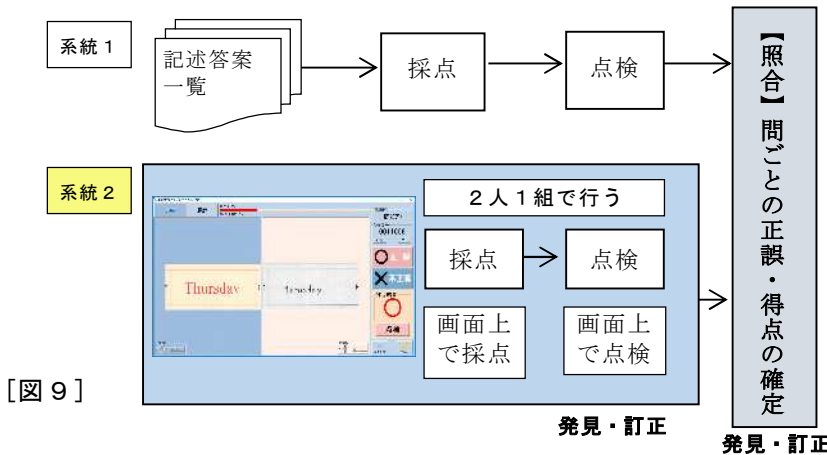 系統1
記述答案
一覧
採点
点検
【照合】問ごとの正誤・得点の確定
系統2
2人1組で行う
採点
点検
画面上
で採点
画面上
で点検
Thursday
点検
[図9]
発見・訂正
発見・訂正